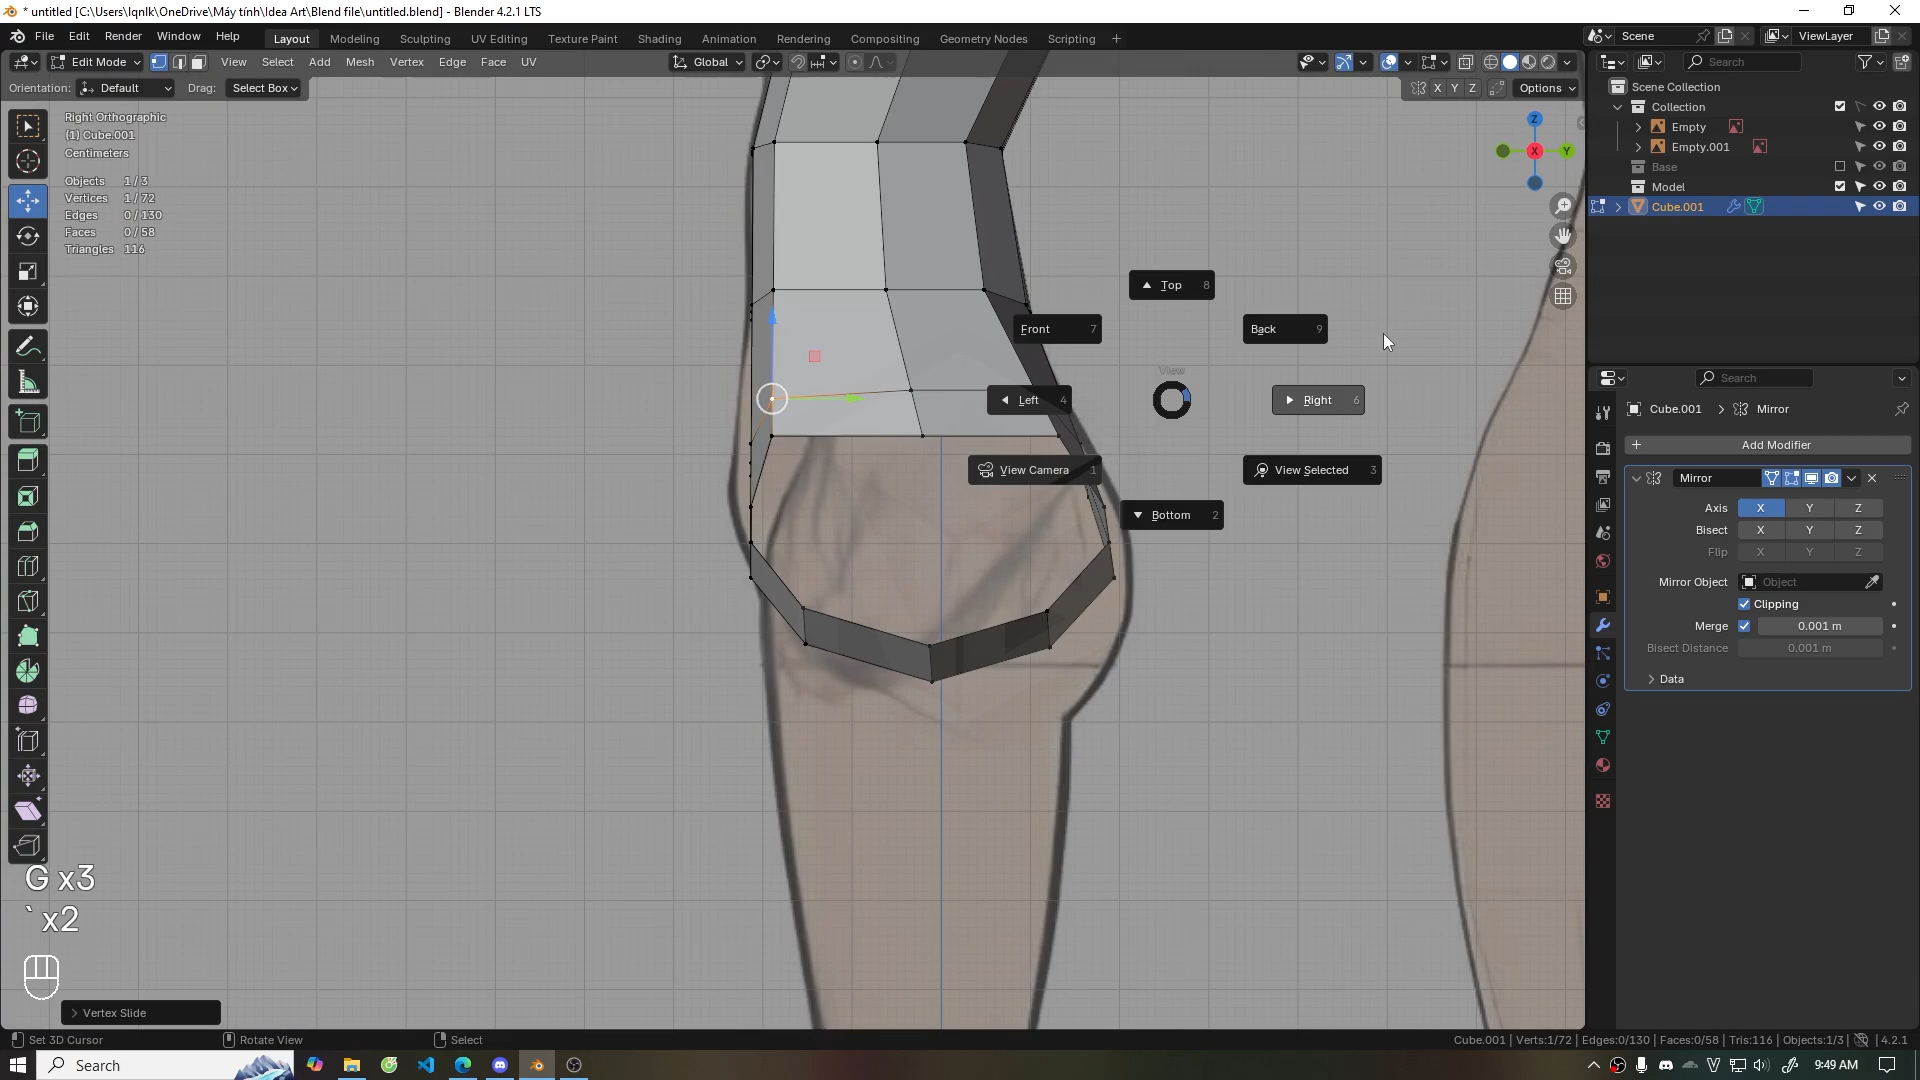 * untitled [C:\Users\lqnlk\OneDrive\Máy tính\Idea Art\Blend file\untitled.blend] - Blender 4.2.1 LTS
File Edit Render Window Help Layout Modeling Sculpting UV Editing Texture Paint Shading Animation Rendering Compositing Geometry Nodes Scripting + Scene ViewLayer
Edit Mode View Select Add Mesh Vertex Edge Face UV Global Search
Orientation: Default Drag: Select Box X Y Z Options
Scene Collection
Collection
Empty
Empty.001
Base
Model
Cube.001
Right Orthographic
(1) Cube.001
Centimeters
Objects 1/3
Vertices 1/72
Edges 0/130
Faces 0/58
Triangles 116
Z
X
Y
Top 8
Front 7
Back 9
View
Left 4
Right 6
View Camera 1
View Selected 3
Bottom 2
Search
Cube.001 Mirror
Add Modifier
Mirror
Axis X Y Z
Bisect X Y Z
Flip X Y Z
Mirror Object Object
Clipping
Merge 0.001 m
Bisect Distance 0.001 m
Data
G x3
` x2
Vertex Slide
Set 3D Cursor Rotate View Select Cube.001 | Verts:1/72 | Edges:0/130 | Faces:0/58 | Tris:116 | Objects:1/3 | 4.2.1
Search 9:49 AM